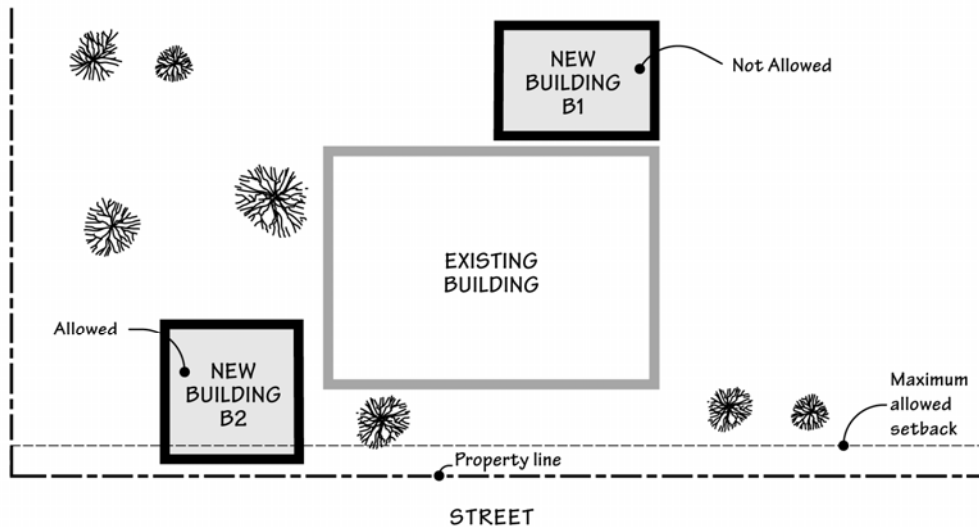 NEW
BUILDING
B1
Not Allowed
EXISTING
BUILDING
Allowed
NEW
BUILDING
B2
Maximum
allowed
setback
Property line
STREET